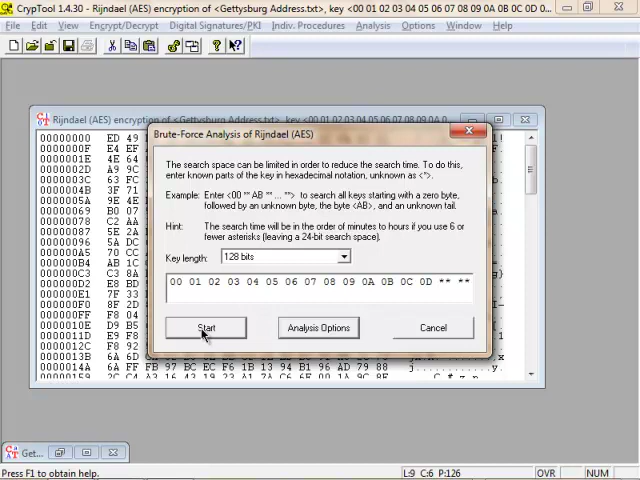 CrypTool 1.4.30 - Rijndael (AES) encryption of <Gettysburg Address.txt>, key <00 01 02 03 04 05 06 07 08 09 0A 0B 0C 0D 0...
File Edit View Encrypt/Decrypt Digital Signatures/PKI Indiv. Procedures Analysis Options Window Help
Rijndael (AES) encryption of <Gettysburg Address.txt>, key <00 01 02 03 04 05 06 07 08 09 0A 0
00000000 ED 49
0000000F E4 EF
0000001E 4E 64
0000002D A9 9C
0000003C 63 FC
0000004B 3F 71
0000005A 9E 4E
00000069 B0 07
00000078 C2 AA
00000087 5E 2A
00000096 5A DC
000000A5 70 CC
000000B4 AB 1C
000000C3 C3 8A
000000D2 E8 BD
000000E1 7F 33
000000F0 8F 2D
000000FF F8 04
0000010E D9 B5
0000011D E9 F8
0000012C F8 92
0000013B 6A 6D
0000014A 6A FF FB 97 BC EC F6 1B 13 94 B1 96 AD 79 88
Brute-Force Analysis of Rijndael (AES)
The search space can be limited in order to reduce the search time. To do this,
enter known parts of the key in hexadecimal notation, unknown as <*>.
Example: Enter <00 ** AB ** ... **> to search all keys starting with a zero byte,
followed by an unknown byte, the byte <AB>, and an unknown tail.
Hint: The search time will be in the order of minutes to hours if you use 6 or
fewer asterisks (leaving a 24-bit search space).
Key length: 128 bits
00 01 02 03 04 05 06 07 08 09 0A 0B 0C 0D ** **
Start Analysis Options Cancel
Get...
Press F1 to obtain help. L:9 C:6 P:126 OVR NUM